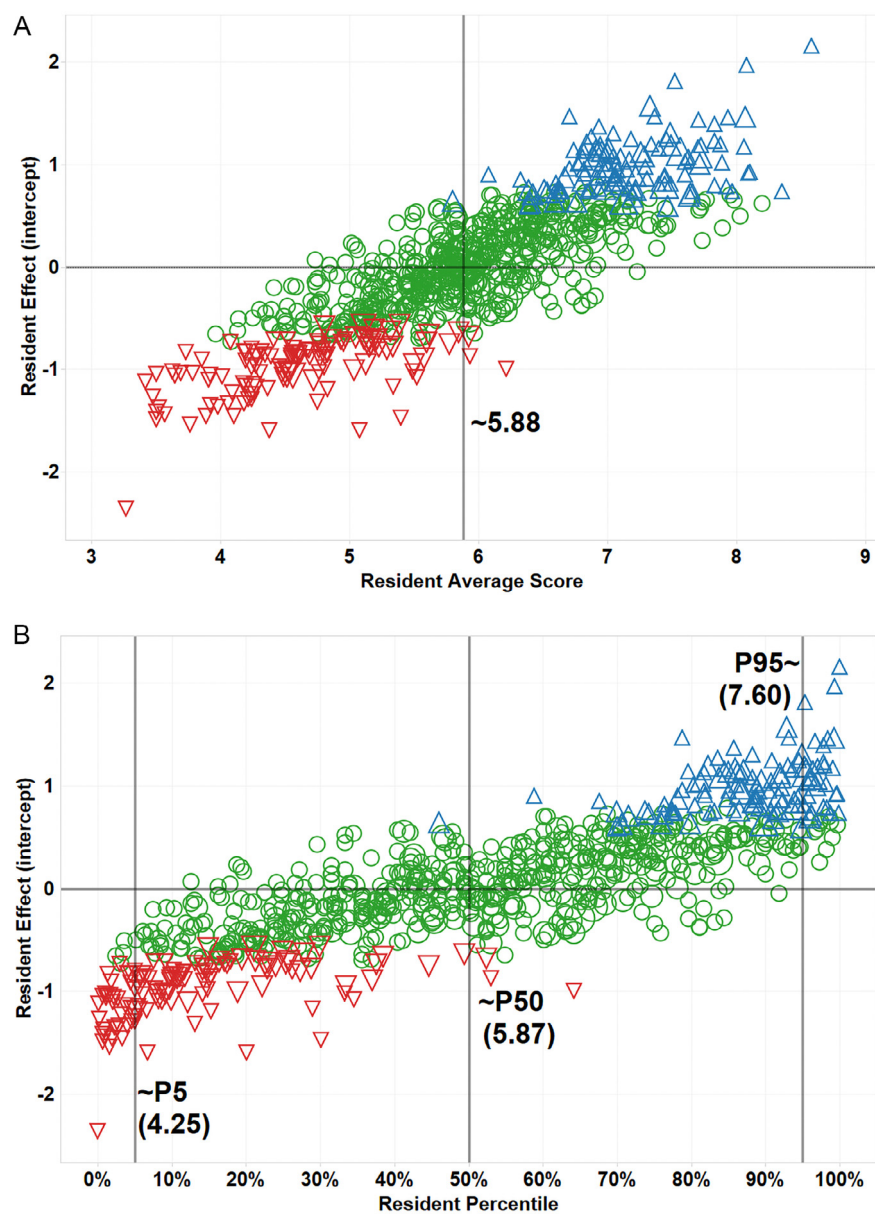 A
2
1
0
-1
-2
Resident Effect (intercept)
~5.88
3 4 5 6 7 8 9
Resident Average Score
B
2
1
0
-1
-2
Resident Effect (intercept)
P95~
(7.60)
~P50
(5.87)
~P5
(4.25)
0% 10% 20% 30% 40% 50% 60% 70% 80% 90% 100%
Resident Percentile